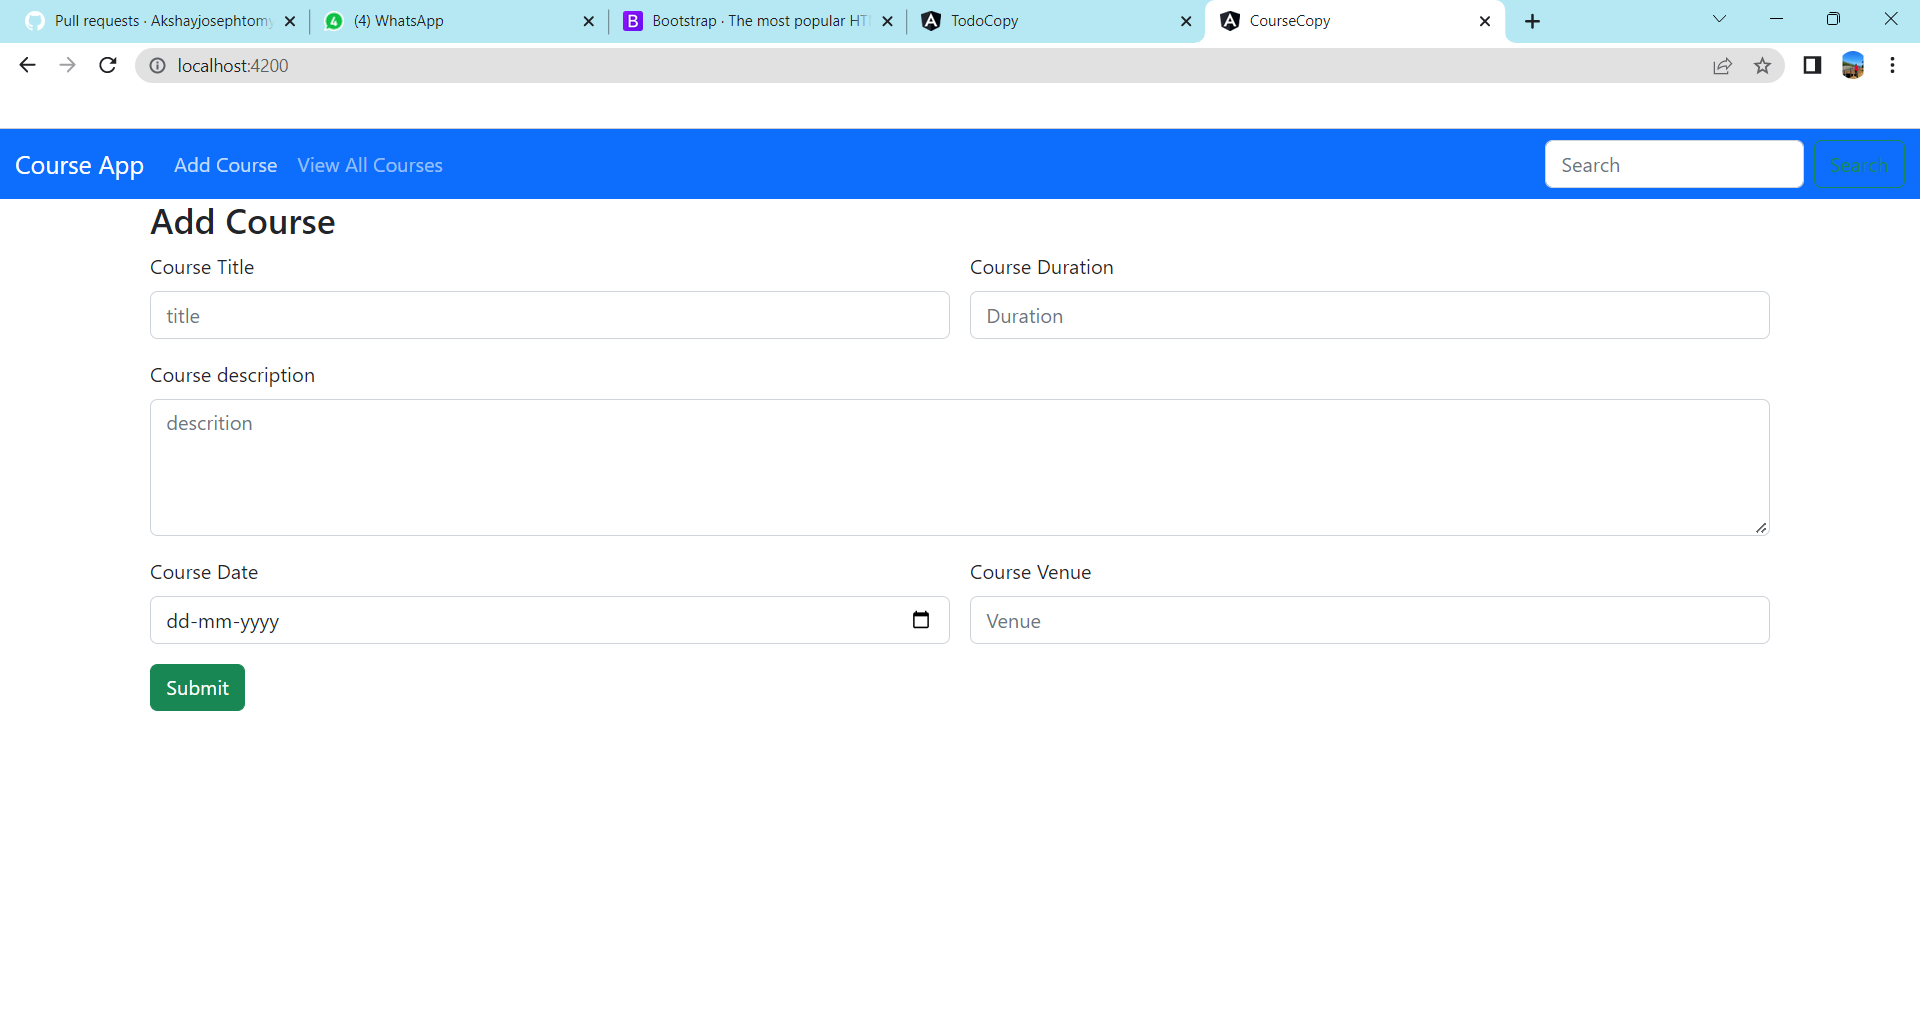 Pull requests · Akshayjosephtomy
(4) WhatsApp
Bootstrap · The most popular HT
TodoCopy
CourseCopy
localhost:4200
Course App
Add Course
View All Courses
Search
Search
Add Course
Course Title
Course Duration
title
Duration
Course description
descrition
Course Date
Course Venue
dd-mm-yyyy
Venue
Submit